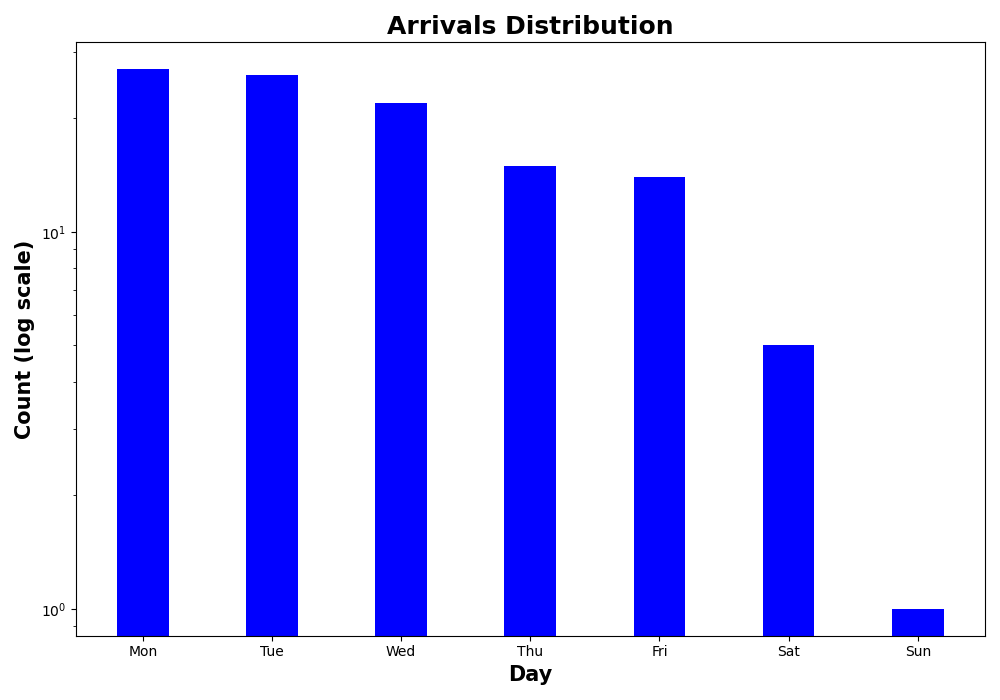 Arrivals Distribution
Count (log scale)
10¹
10⁰
Mon Tue Wed Thu Fri Sat Sun
Day